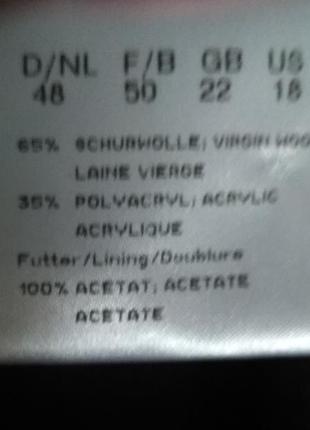 D/NL F/B GB US
48 50 22 18
65% SCHURWOLLE; VIRGIN WOO
LAINE VIERGE
35% POLYACRYL; ACRYLIC
ACRYLIQUE
Futter/Lining/Doublure
100% ACETAT; ACETATE
ACETATE